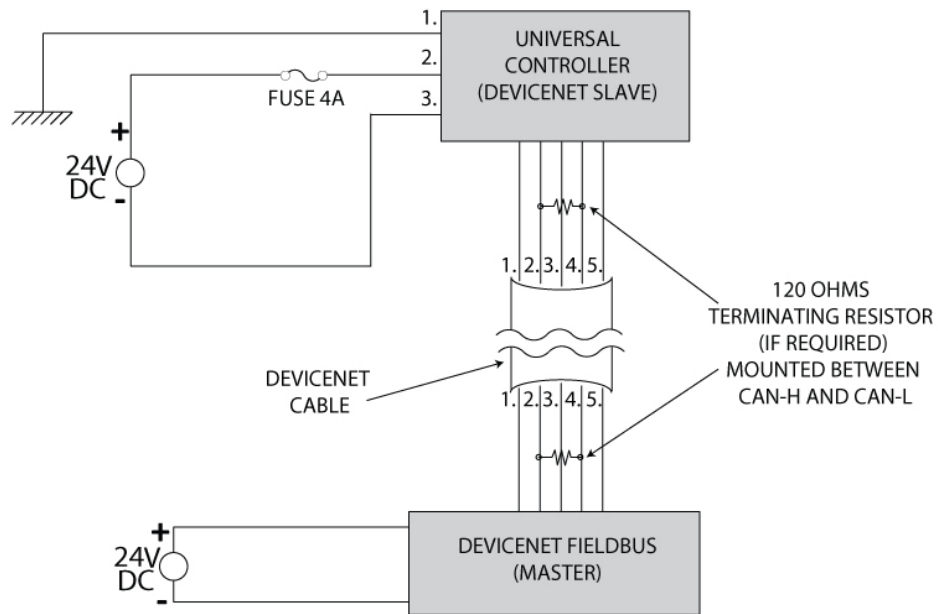 1.
2.
3.
UNIVERSAL
CONTROLLER
(DEVICENET SLAVE)
FUSE 4A
+
24V
DC
-
1. 2. 3. 4. 5.
120 OHMS
TERMINATING RESISTOR
(IF REQUIRED)
MOUNTED BETWEEN
CAN-H AND CAN-L
DEVICENET
CABLE
1. 2. 3. 4. 5.
+
24V
DC
-
DEVICENET FIELDBUS
(MASTER)